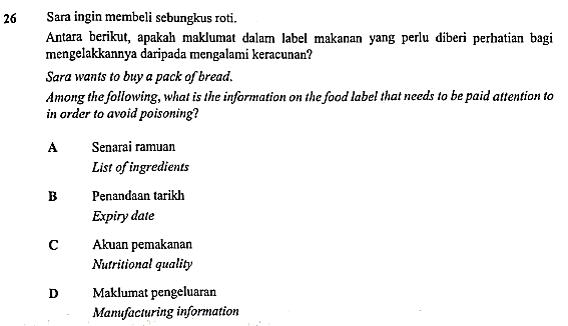 26 Sara ingin membeli sebungkus roti.
Antara berikut, apakah maklumat dalam label makanan yang perlu diberi perhatian bagi
mengelakkannya daripada mengalami keracunan?
Sara wants to buy a pack of bread.
Among the following, what is the information on the food label that needs to be paid attention to
in order to avoid poisoning?
A Senarai ramuan
List of ingredients
B Penandaan tarikh
Expiry date
C Akuan pemakanan
Nutritional quality
D Maklumat pengeluaran
Manufacturing information